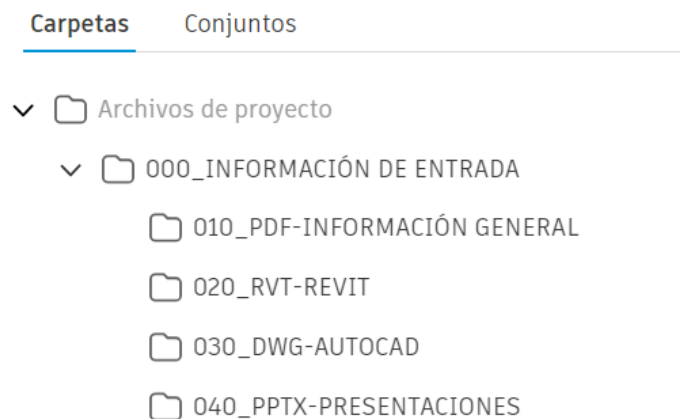 Carpetas Conjuntos
Archivos de proyecto
000_INFORMACIÓN DE ENTRADA
010_PDF-INFORMACIÓN GENERAL
020_RVT-REVIT
030_DWG-AUTOCAD
040_PPTX-PRESENTACIONES